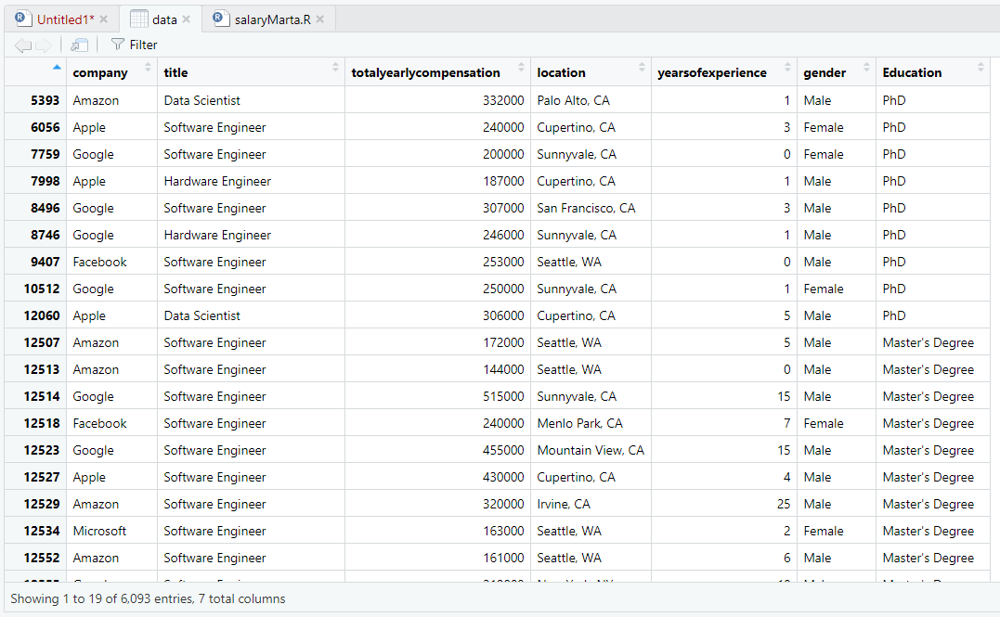 Untitled1* data salaryMarta.R
Filter
company title totalyearlycompensation location yearsofexperience gender Education
5393 Amazon Data Scientist 332000 Palo Alto, CA 1 Male PhD
6056 Apple Software Engineer 240000 Cupertino, CA 3 Female PhD
7759 Google Software Engineer 200000 Sunnyvale, CA 0 Female PhD
7998 Apple Hardware Engineer 187000 Cupertino, CA 1 Male PhD
8496 Google Software Engineer 307000 San Francisco, CA 3 Male PhD
8746 Google Hardware Engineer 246000 Sunnyvale, CA 1 Male PhD
9407 Facebook Software Engineer 253000 Seattle, WA 0 Male PhD
10512 Google Software Engineer 250000 Sunnyvale, CA 1 Female PhD
12060 Apple Data Scientist 306000 Cupertino, CA 5 Male PhD
12507 Amazon Software Engineer 172000 Seattle, WA 5 Male Master's Degree
12513 Amazon Software Engineer 144000 Seattle, WA 0 Male Master's Degree
12514 Google Software Engineer 515000 Sunnyvale, CA 15 Male Master's Degree
12518 Facebook Software Engineer 240000 Menlo Park, CA 7 Female Master's Degree
12523 Google Software Engineer 455000 Mountain View, CA 15 Male Master's Degree
12527 Apple Software Engineer 430000 Cupertino, CA 4 Male Master's Degree
12529 Amazon Software Engineer 320000 Irvine, CA 25 Male Master's Degree
12534 Microsoft Software Engineer 163000 Seattle, WA 2 Female Master's Degree
12552 Amazon Software Engineer 161000 Seattle, WA 6 Male Master's Degree
Showing 1 to 19 of 6,093 entries, 7 total columns